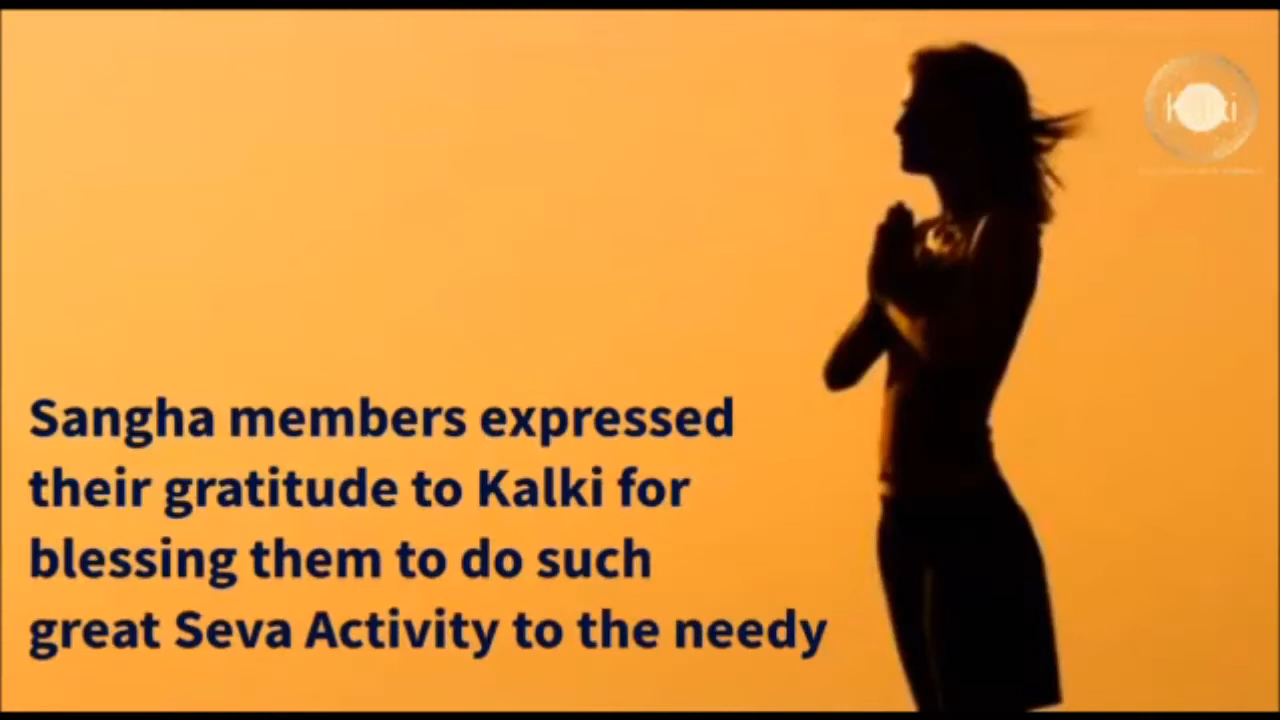 Kalki
Sangha members expressed
their gratitude to Kalki for
blessing them to do such
great Seva Activity to the needy